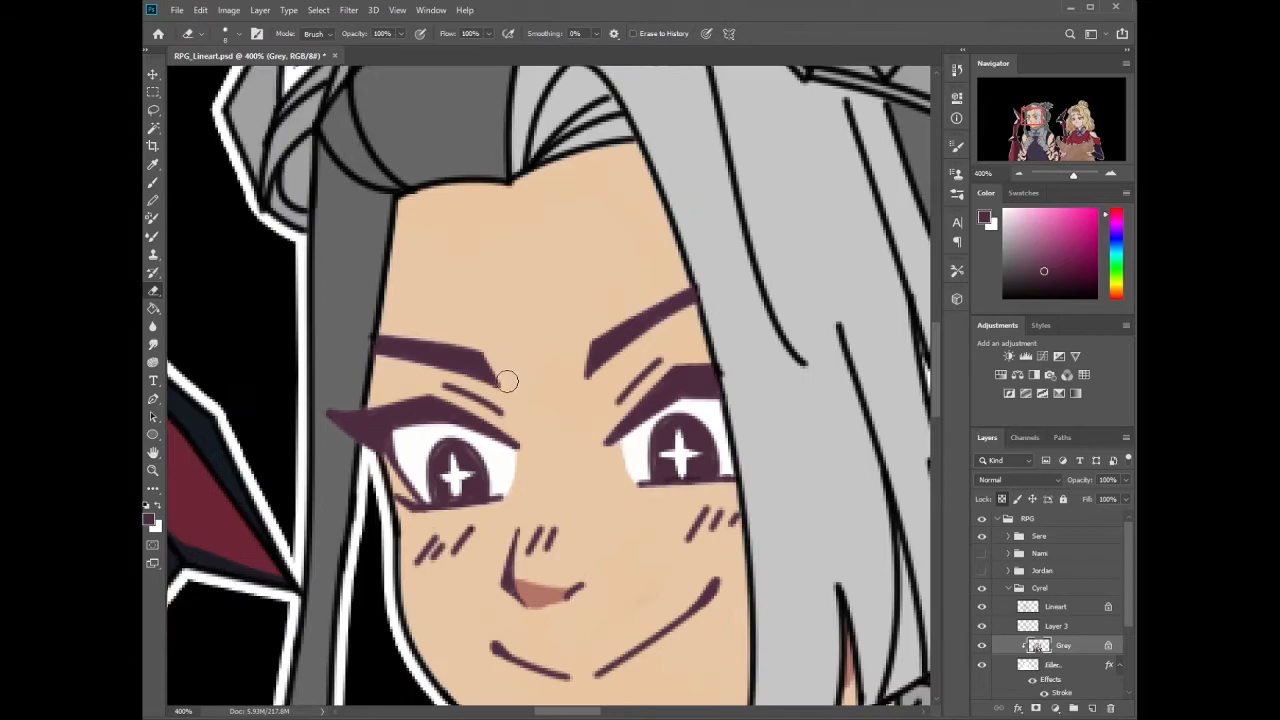 Ps File Edit Image Layer Type Select Filter 3D View Window Help
8 Mode: Brush Opacity: 100% Flow: 100% Smoothing: 0% Erase to History
RPG_Lineart.psd @ 400% (Grey, RGB/8#) * ×
Navigator
400%
Color Swatches
Adjustments Styles
Add an adjustment
Layers Channels Paths
Kind
Normal Opacity: 100%
Lock: Fill: 100%
RPG
Sere
Nami
Jordan
Cyrel
Lineart
Layer 3
Grey
fx
Effects
Stroke
400% Doc: 5.93M/217.8M